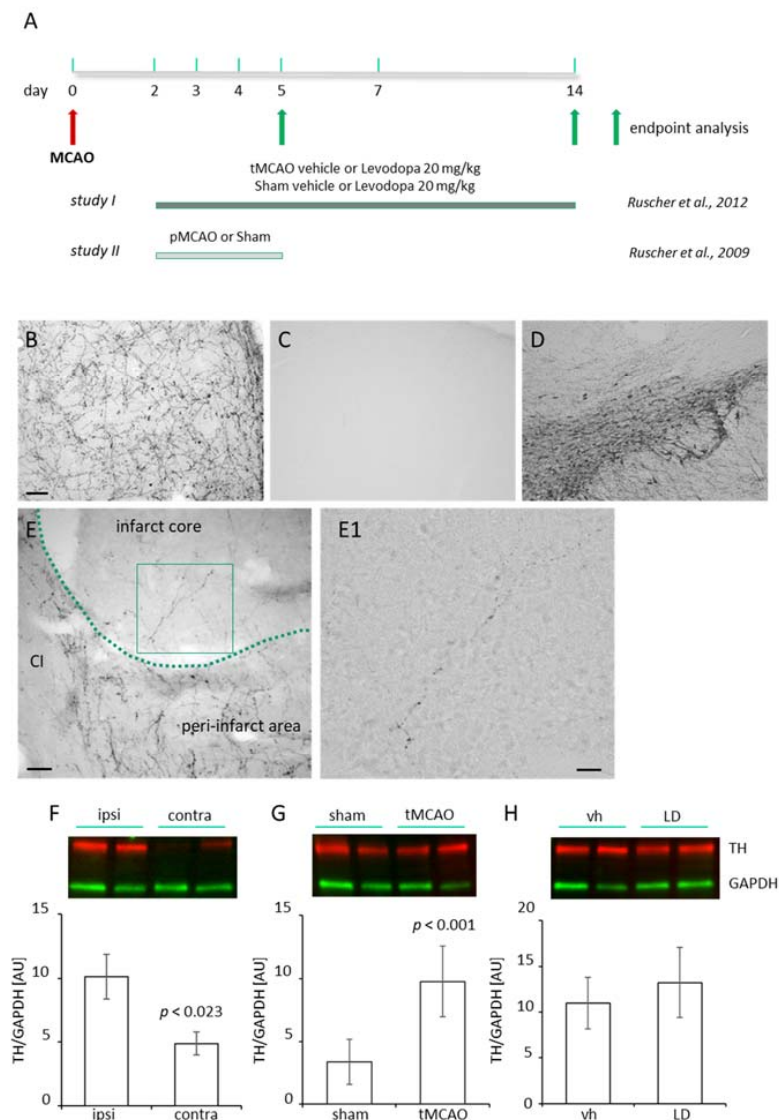 A
day 0 2 3 4 5 7 14
MCAO
endpoint analysis
tMCAO vehicle or Levodopa 20 mg/kg
Sham vehicle or Levodopa 20 mg/kg
study I
Ruscher et al., 2012
pMCAO or Sham
study II
Ruscher et al., 2009
B
C
D
E
infarct core
CI
peri-infarct area
E1
F
ipsi contra
15
10
5
0
TH/GAPDH [AU]
p < 0.023
ipsi contra
G
sham tMCAO
15
10
5
0
TH/GAPDH [AU]
p < 0.001
sham tMCAO
H
vh LD
TH
GAPDH
20
15
10
5
0
TH/GAPDH [AU]
vh LD